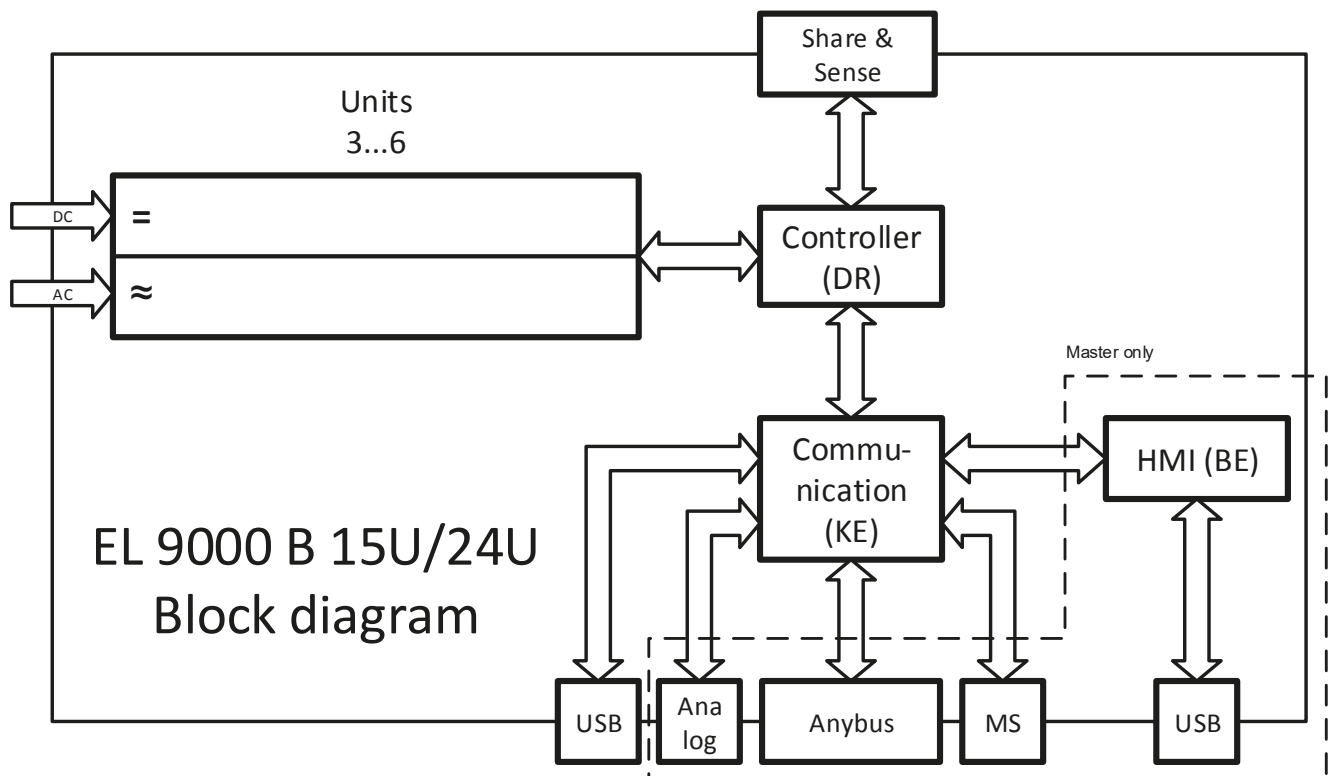 Share &
Sense
Units
3...6
DC
=
Controller
(DR)
AC
≈
Master only
Commu-
nication
(KE)
HMI (BE)
EL 9000 B 15U/24U
Block diagram
USB
Ana
log
Anybus
MS
USB